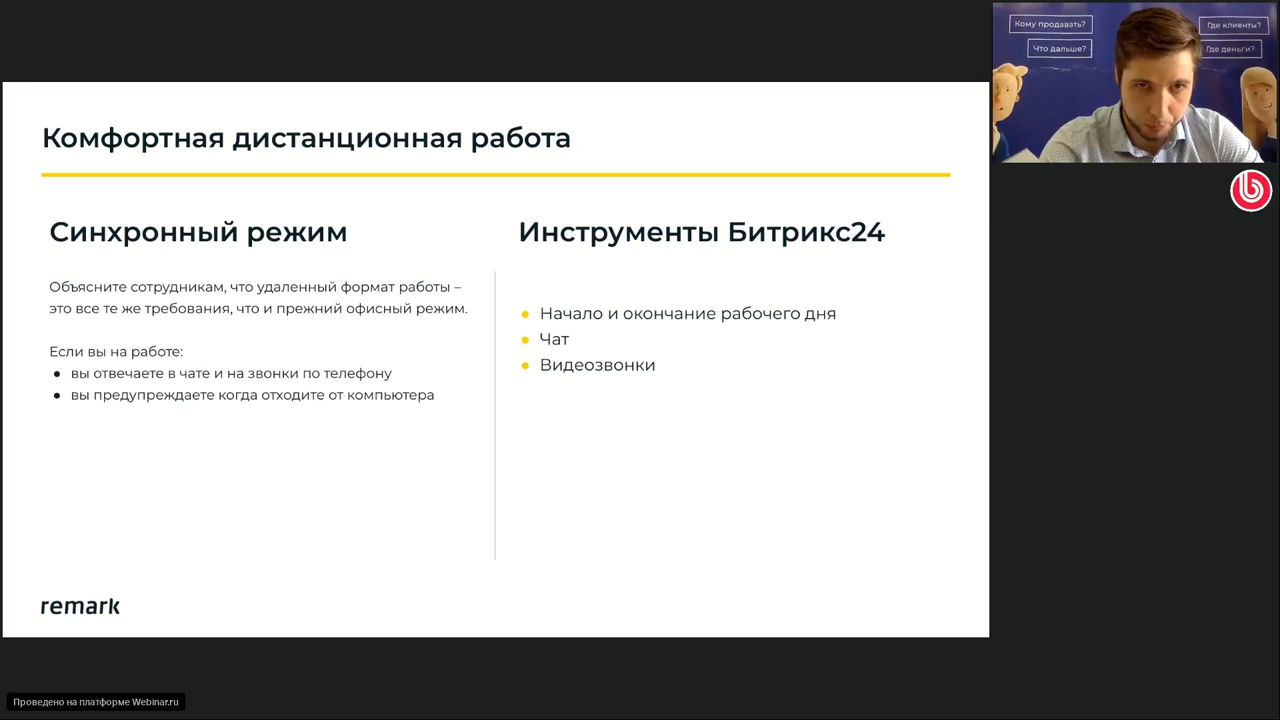 Комфортная дистанционная работа
Синхронный режим
Объясните сотрудникам, что удаленный формат работы –
это все те же требования, что и прежний офисный режим.
Если вы на работе:
вы отвечаете в чате и на звонки по телефону
вы предупреждаете когда отходите от компьютера
Инструменты Битрикс24
Начало и окончание рабочего дня
Чат
Видеозвонки
remark
Кому продавать?
Что дальше?
Где клиенты?
Где деньги?
Проведено на платформе Webinar.ru